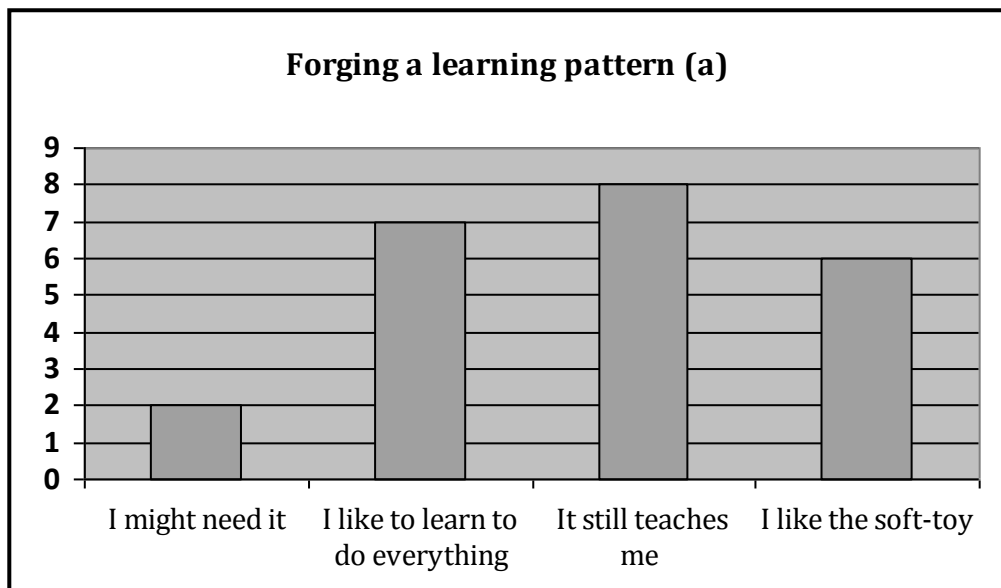 Forging a learning pattern (a)
9
8
7
6
5
4
3
2
1
0
I might need it
I like to learn to
do everything
It still teaches
me
I like the soft-toy